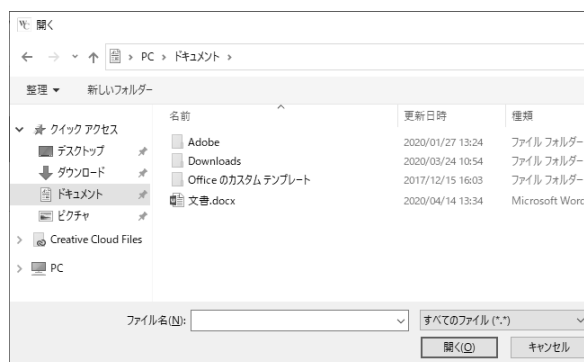 開く
PC › ドキュメント ›
整理 新しいフォルダー
名前 更新日時 種類
クイック アクセス
デスクトップ
ダウンロード
ドキュメント
ピクチャ
Creative Cloud Files
PC
Adobe 2020/01/27 13:24 ファイル フォルダー
Downloads 2020/03/24 10:54 ファイル フォルダー
Office のカスタム テンプレート 2017/12/15 16:03 ファイル フォルダー
文書.docx 2020/04/14 13:34 Microsoft Word
ファイル名(N): すべてのファイル (*.*)
開く(O) キャンセル